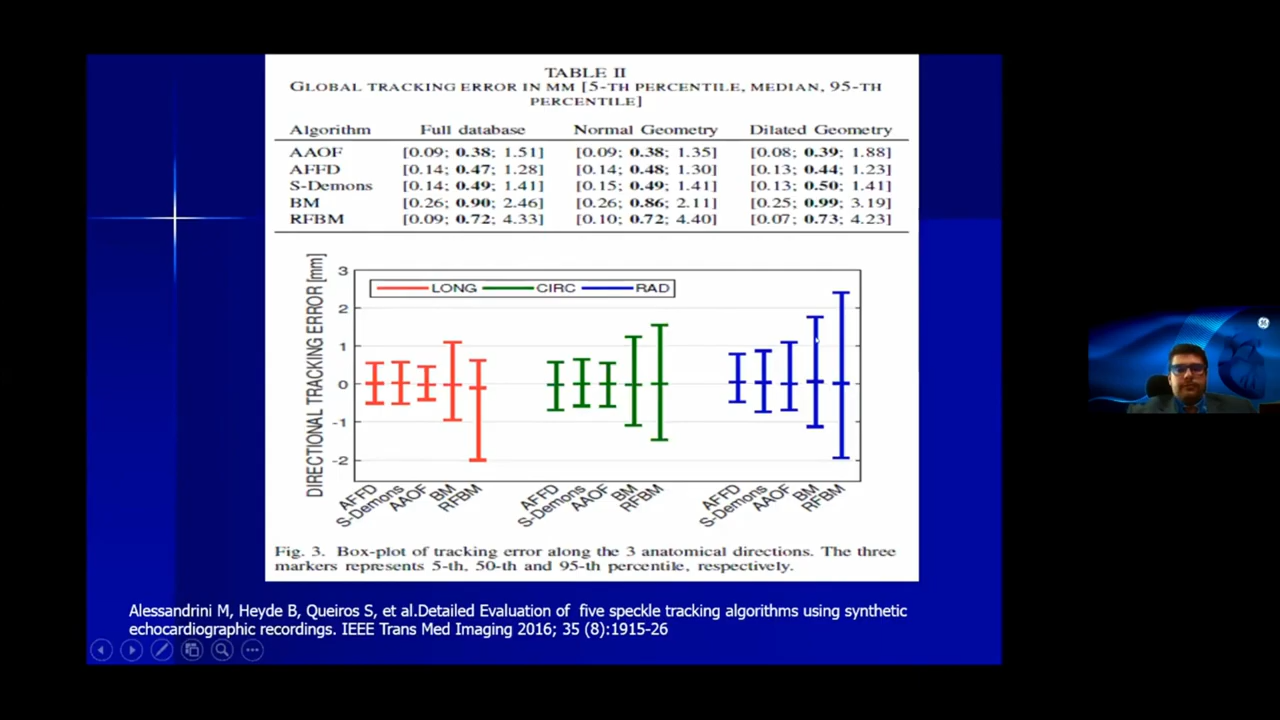 TABLE II
GLOBAL TRACKING ERROR IN MM [5-TH PERCENTILE, MEDIAN, 95-TH
PERCENTILE]
Algorithm Full database Normal Geometry Dilated Geometry
AAOF [0.09; 0.38; 1.51] [0.09; 0.38; 1.35] [0.08; 0.39; 1.88]
AFFD [0.14; 0.47; 1.28] [0.14; 0.48; 1.30] [0.13; 0.44; 1.23]
S-Demons [0.14; 0.49; 1.41] [0.15; 0.49; 1.41] [0.13; 0.50; 1.41]
BM [0.26; 0.90; 2.46] [0.26; 0.86; 2.11] [0.25; 0.99; 3.19]
RFBM [0.09; 0.72; 4.33] [0.10; 0.72; 4.40] [0.07; 0.73; 4.23]
DIRECTIONAL TRACKING ERROR [mm]
3
LONG CIRC RAD
2
1
0
-1
-2
AFFD S-Demons AAOF BM RFBM AFFD S-Demons AAOF BM RFBM AFFD S-Demons AAOF BM RFBM
Fig. 3. Box-plot of tracking error along the 3 anatomical directions. The three
markers represents 5-th, 50-th and 95-th percentile, respectively.
Alessandrini M, Heyde B, Queiros S, et al.Detailed Evaluation of five speckle tracking algorithms using synthetic
echocardiographic recordings. IEEE Trans Med Imaging 2016; 35 (8):1915-26